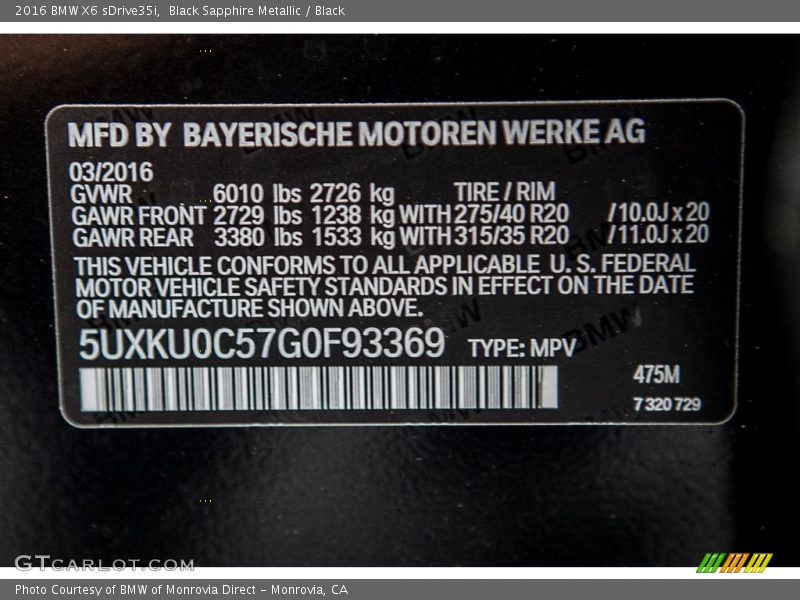 2016 BMW X6 sDrive35i,  Black Sapphire Metallic / Black
MFD BY BAYERISCHE MOTOREN WERKE AG
03/2016
GVWR 6010 lbs 2726 kg TIRE / RIM
GAWR FRONT 2729 lbs 1238 kg WITH 275/40 R20 /10.0J x 20
GAWR REAR 3380 lbs 1533 kg WITH 315/35 R20 /11.0J x 20
THIS VEHICLE CONFORMS TO ALL APPLICABLE U. S. FEDERAL
MOTOR VEHICLE SAFETY STANDARDS IN EFFECT ON THE DATE
OF MANUFACTURE SHOWN ABOVE.
5UXKU0C57G0F93369 TYPE: MPV
475M
7 320 729
GTCARLOT.COM
Photo Courtesy of BMW of Monrovia Direct - Monrovia, CA